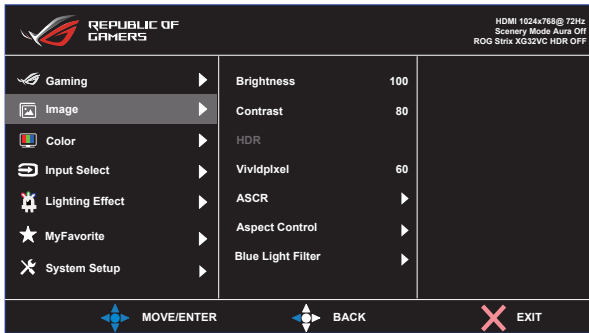 REPUBLIC OF
GAMERS
HDMI 1024x768@ 72Hz
Scenery Mode Aura Off
ROG Strix XG32VC HDR OFF
Gaming
Image
Color
Input Select
Lighting Effect
MyFavorite
System Setup
Brightness 100
Contrast 80
HDR
Vividpixel 60
ASCR
Aspect Control
Blue Light Filter
MOVE/ENTER
BACK
EXIT